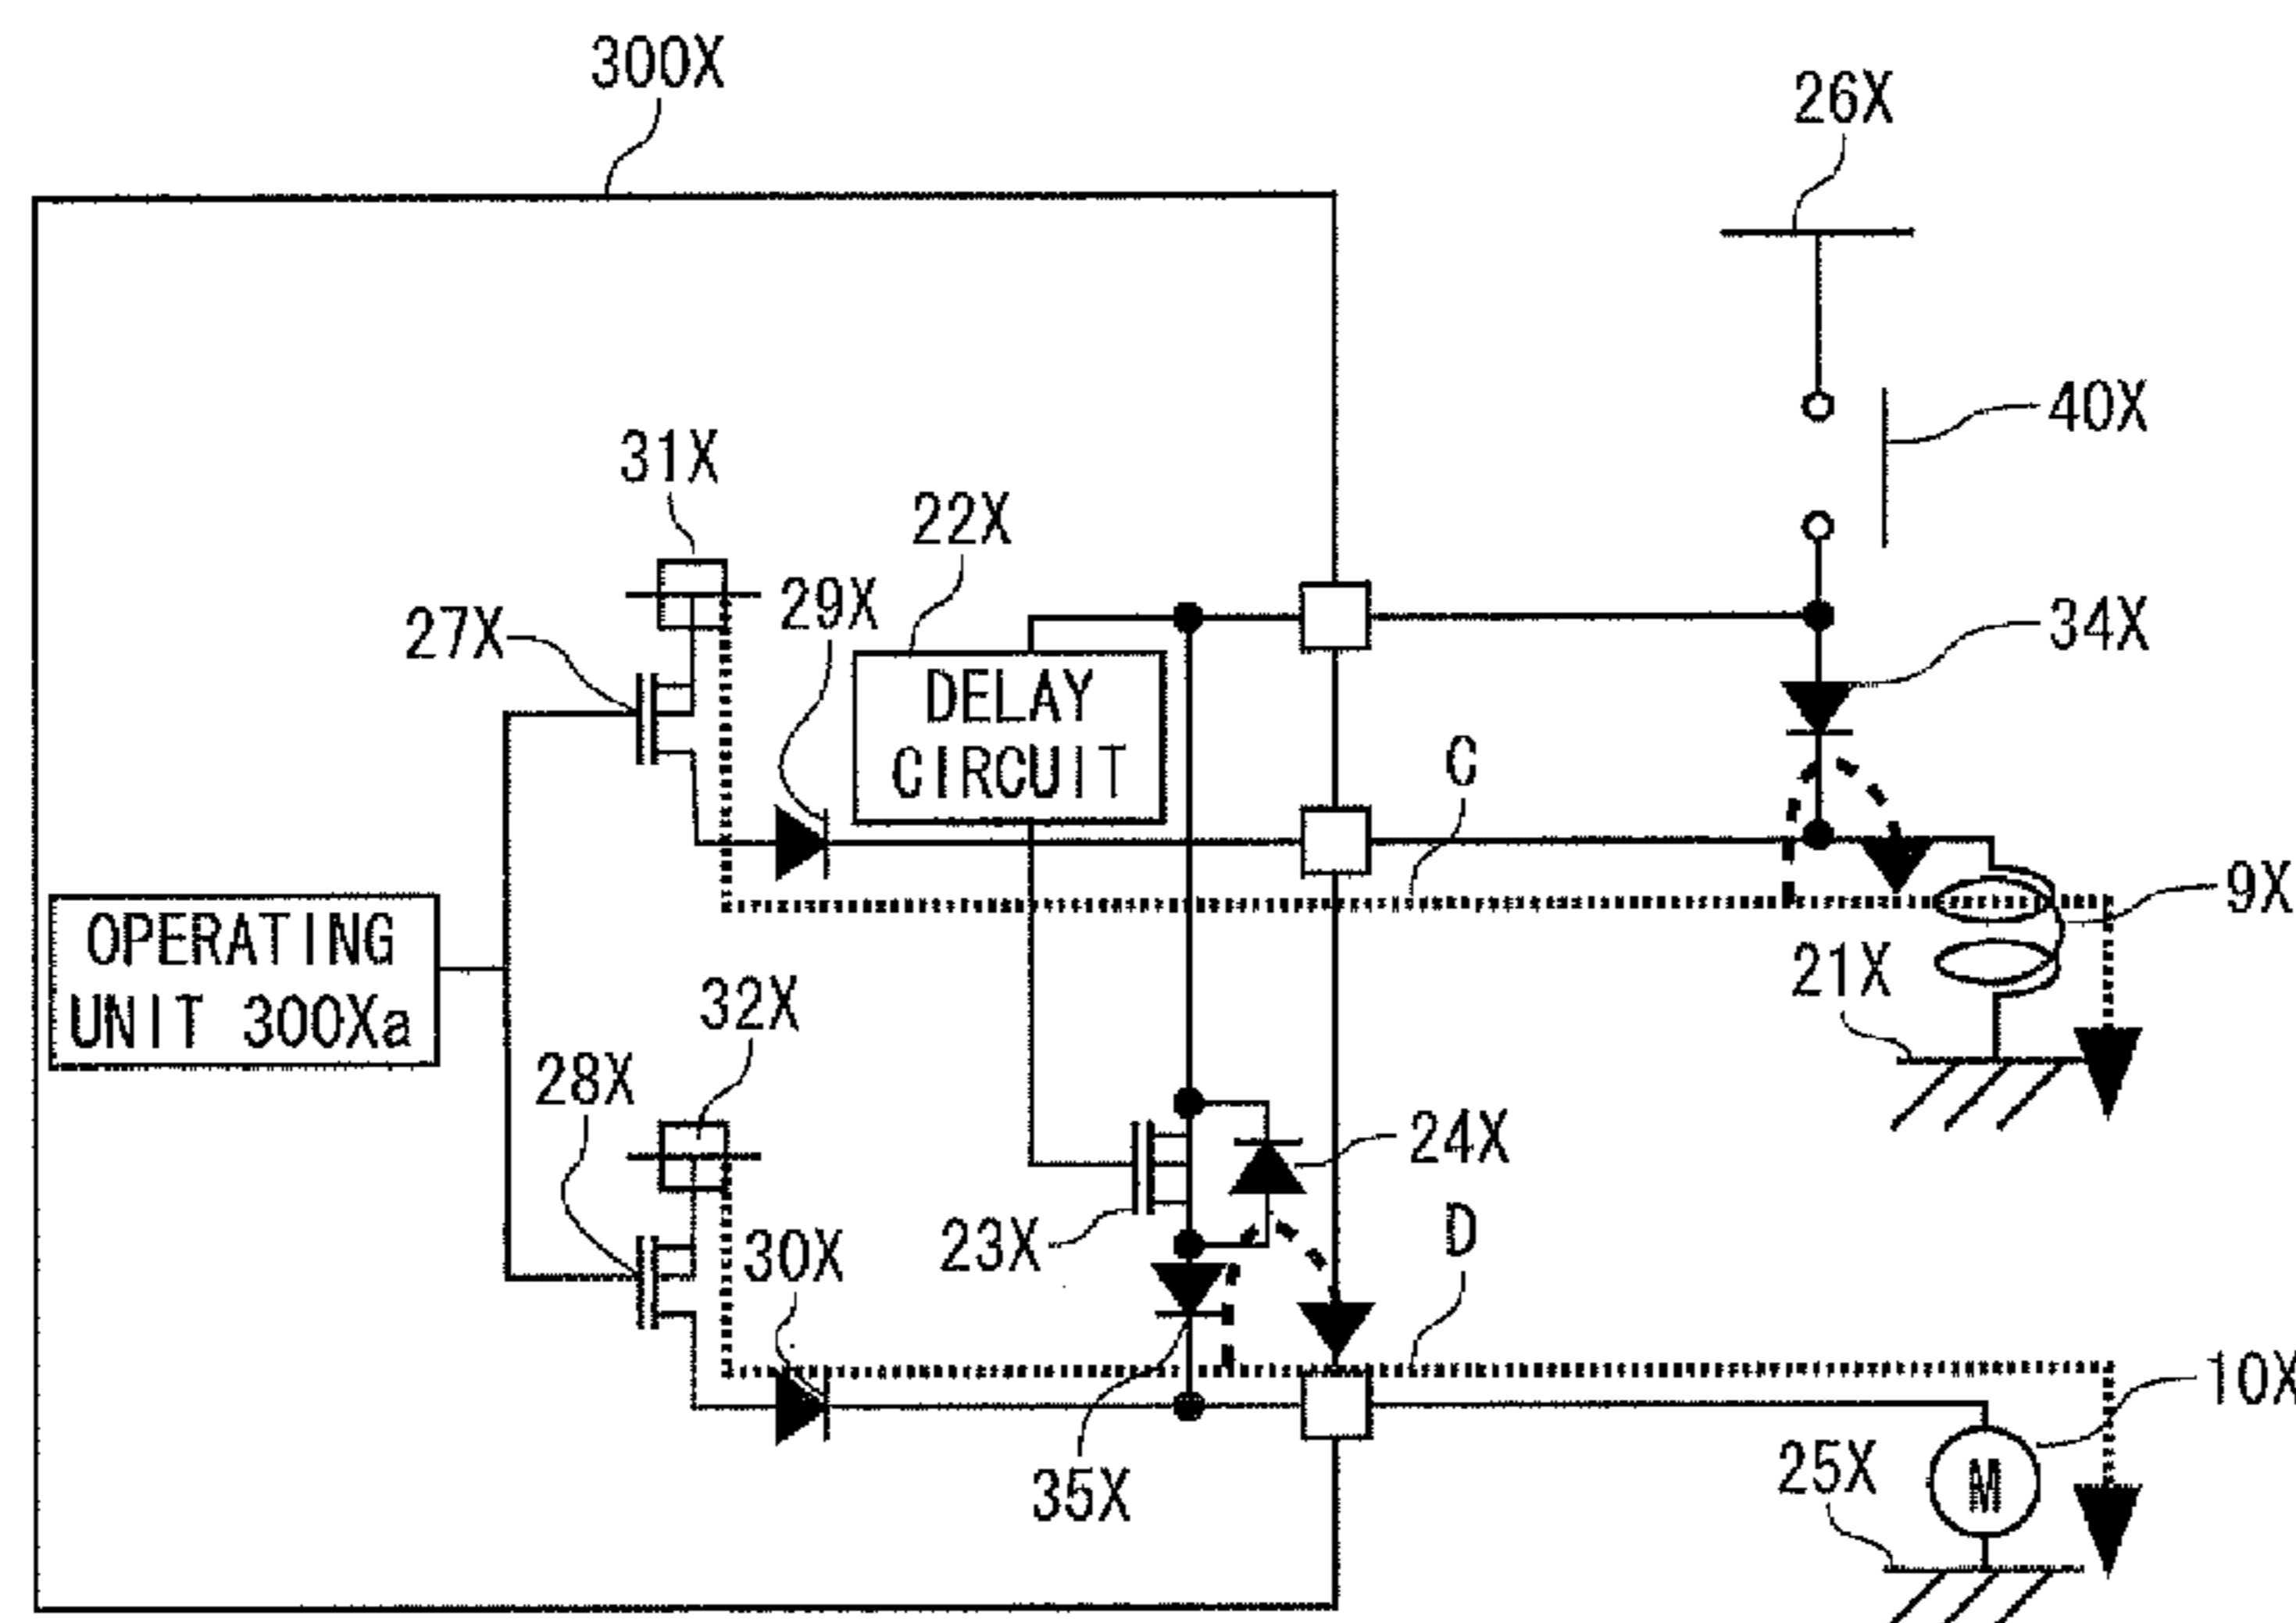 300X
26X
40X
31X
22X
29X
27X
34X
DELAY
CIRCUIT
C
9X
OPERATING
UNIT 300Xa
21X
32X
28X
24X
23X
D
30X
10X
35X
25X
M